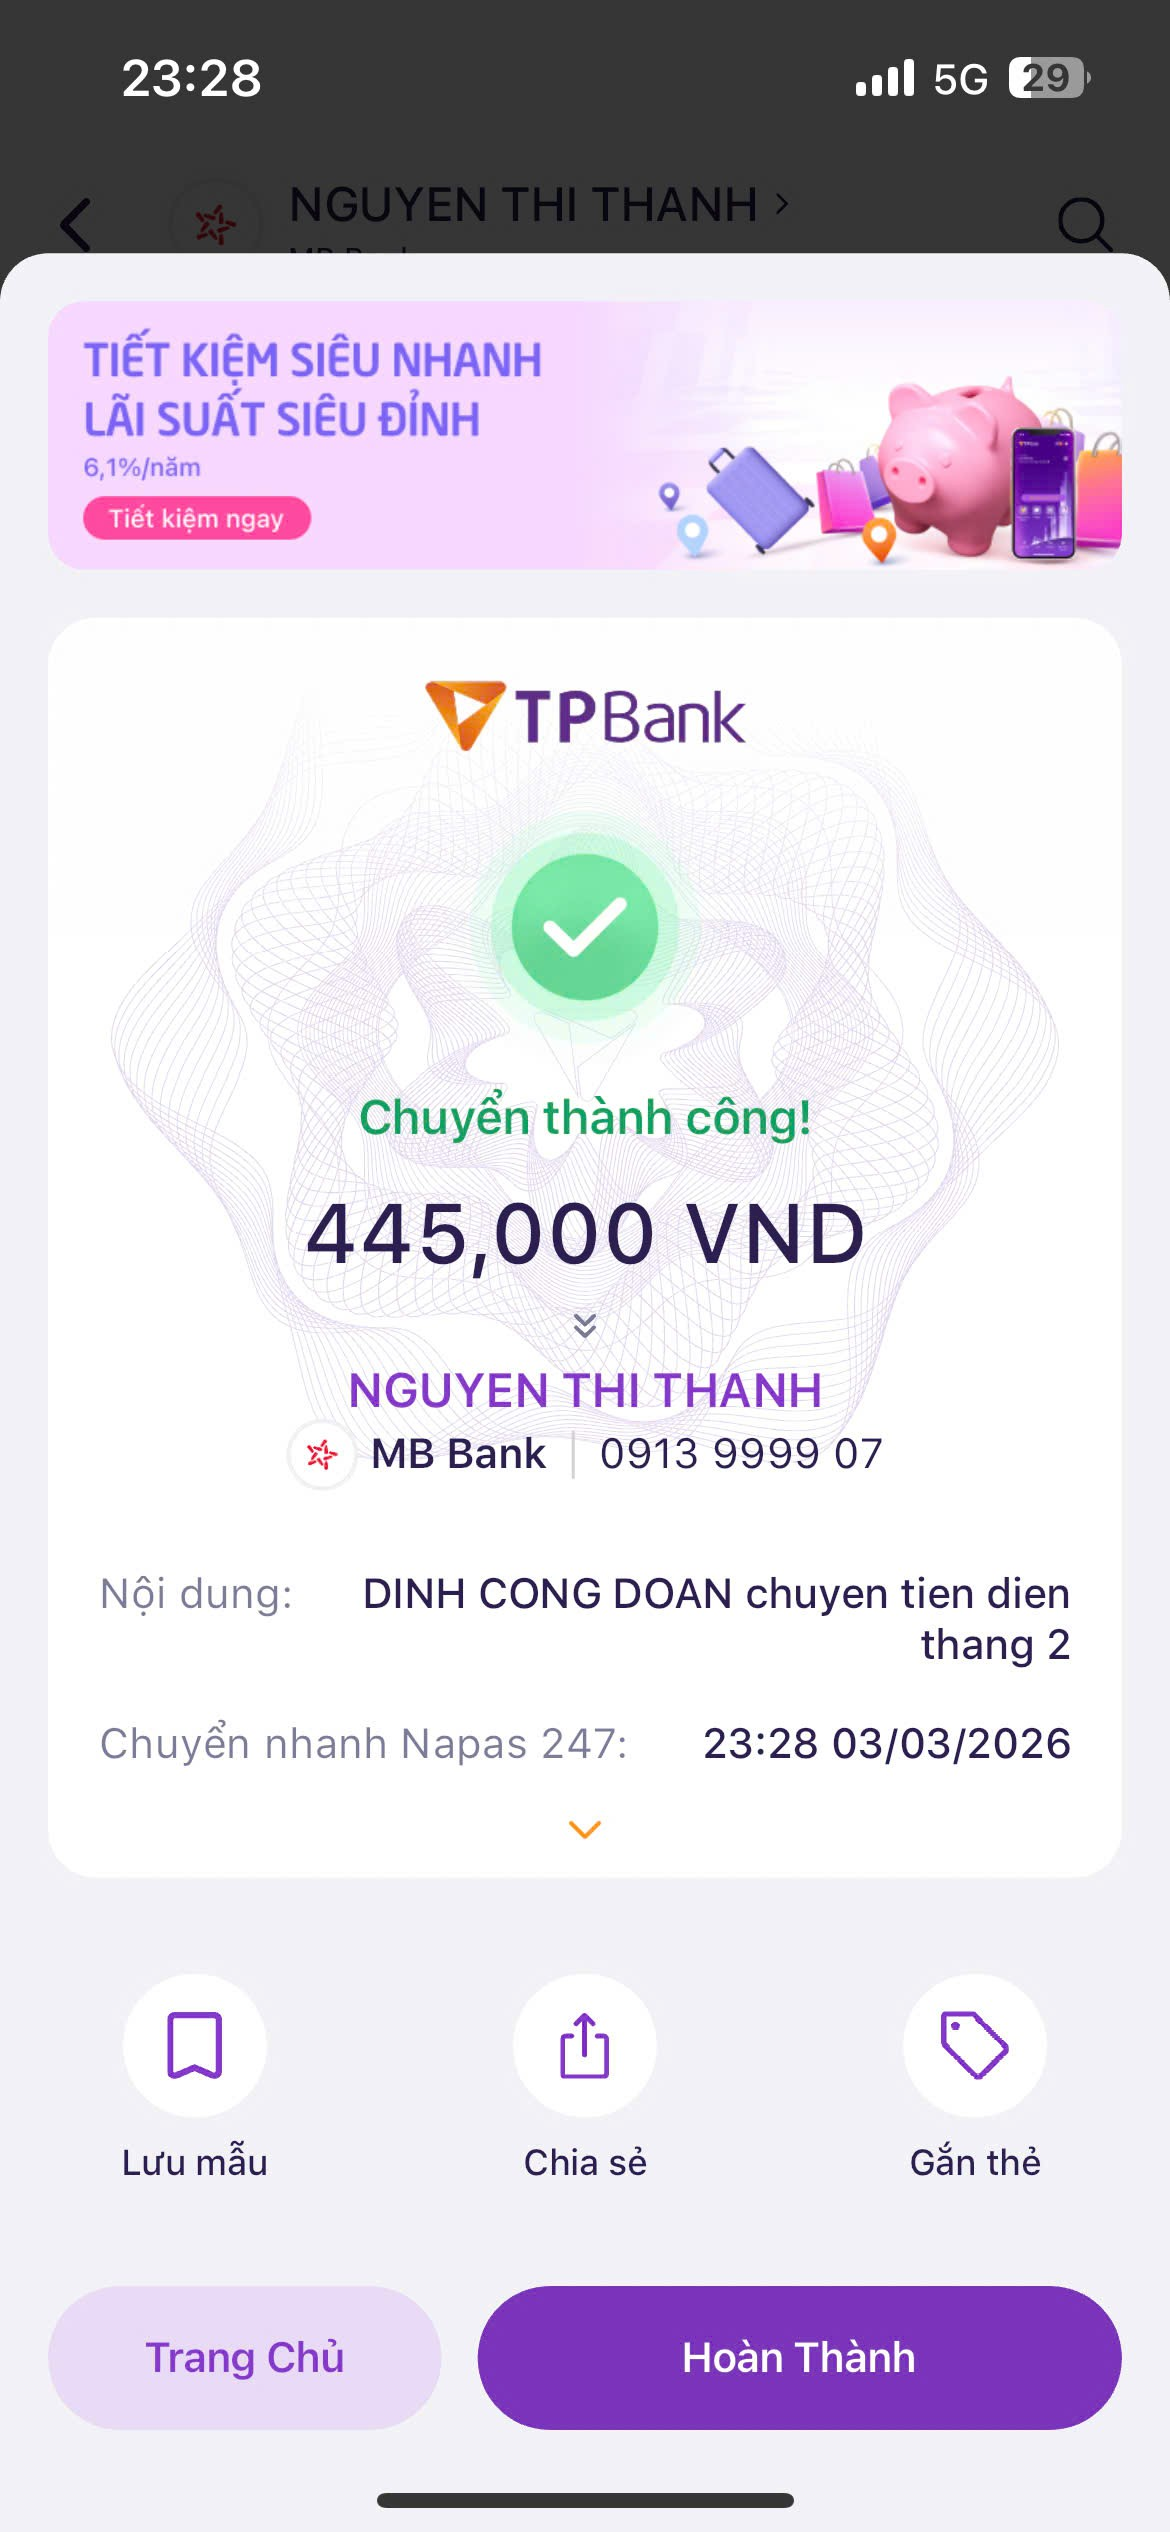 23:28
5G 29
NGUYEN THI THANH
TIẾT KIỆM SIÊU NHANH
LÃI SUẤT SIÊU ĐỈNH
6,1%/năm
Tiết kiệm ngay
TPBank
Chuyển thành công!
445,000 VND
NGUYEN THI THANH
MB Bank 0913 9999 07
Nội dung: DINH CONG DOAN chuyen tien dien
thang 2
Chuyển nhanh Napas 247: 23:28 03/03/2026
Lưu mẫu Chia sẻ Gắn thẻ
Trang Chủ Hoàn Thành